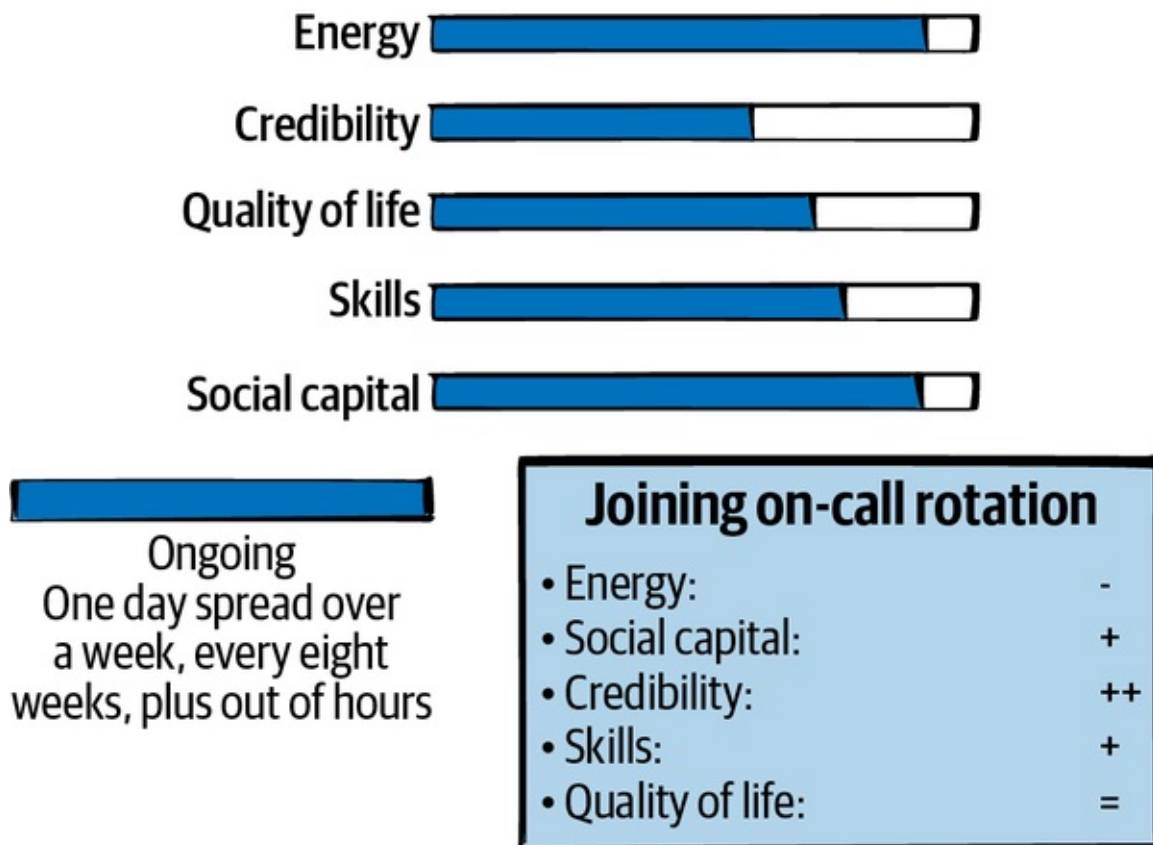 Energy
Credibility
Quality of life
Skills
Social capital
Ongoing
One day spread over
a week, every eight
weeks, plus out of hours
Joining on-call rotation
• Energy: -
• Social capital: +
• Credibility: ++
• Skills: +
• Quality of life: =